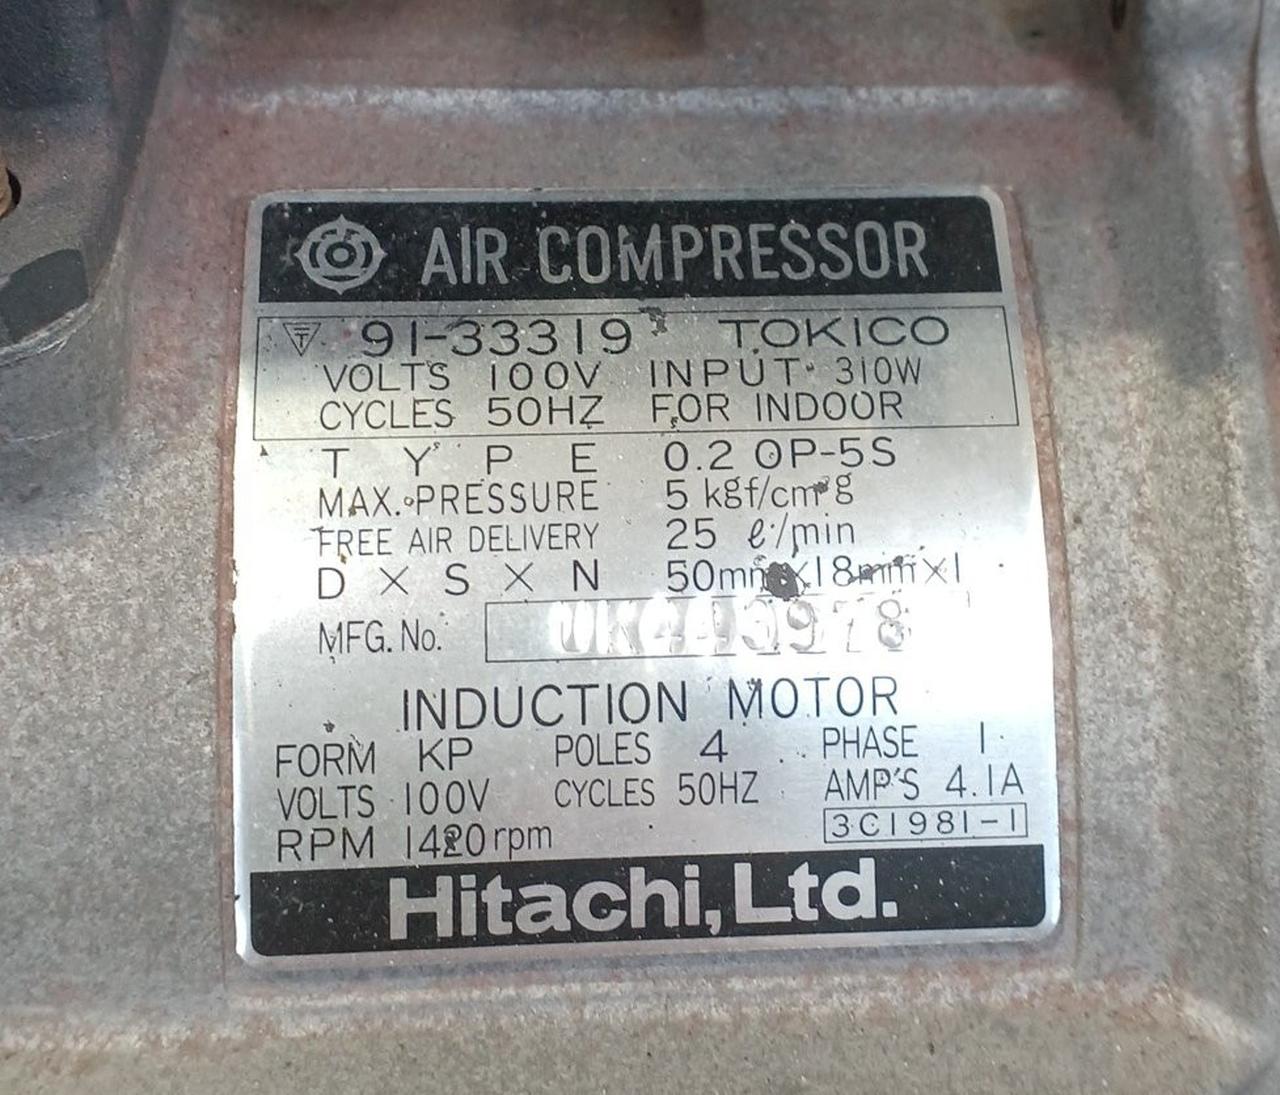 AIR COMPRESSOR
T 91-33319 TOKICO
VOLTS 100V INPUT 310W
CYCLES 50HZ FOR INDOOR
TYPE 0.2 OP-5S
MAX. PRESSURE 5 kgf/cm² g
FREE AIR DELIVERY 25 ℓ/min
D × S × N 50mm×18mm×1
MFG. No.
INDUCTION MOTOR
FORM KP POLES 4 PHASE 1
VOLTS 100V CYCLES 50HZ AMP'S 4.1A
RPM 1420 rpm 3C1981-1
Hitachi, Ltd.